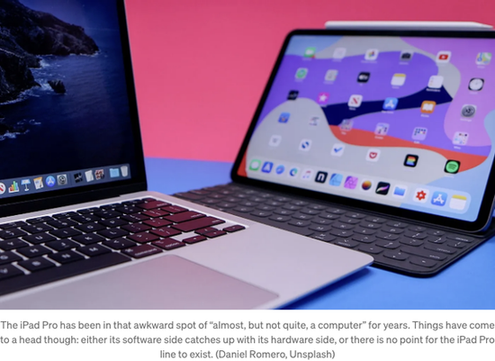 The iPad Pro has been in that awkward spot of “almost, but not quite, a computer” for years. Things have come
to a head though: either its software side catches up with its hardware side, or there is no point for the iPad Pro
line to exist. (Daniel Romero, Unsplash)